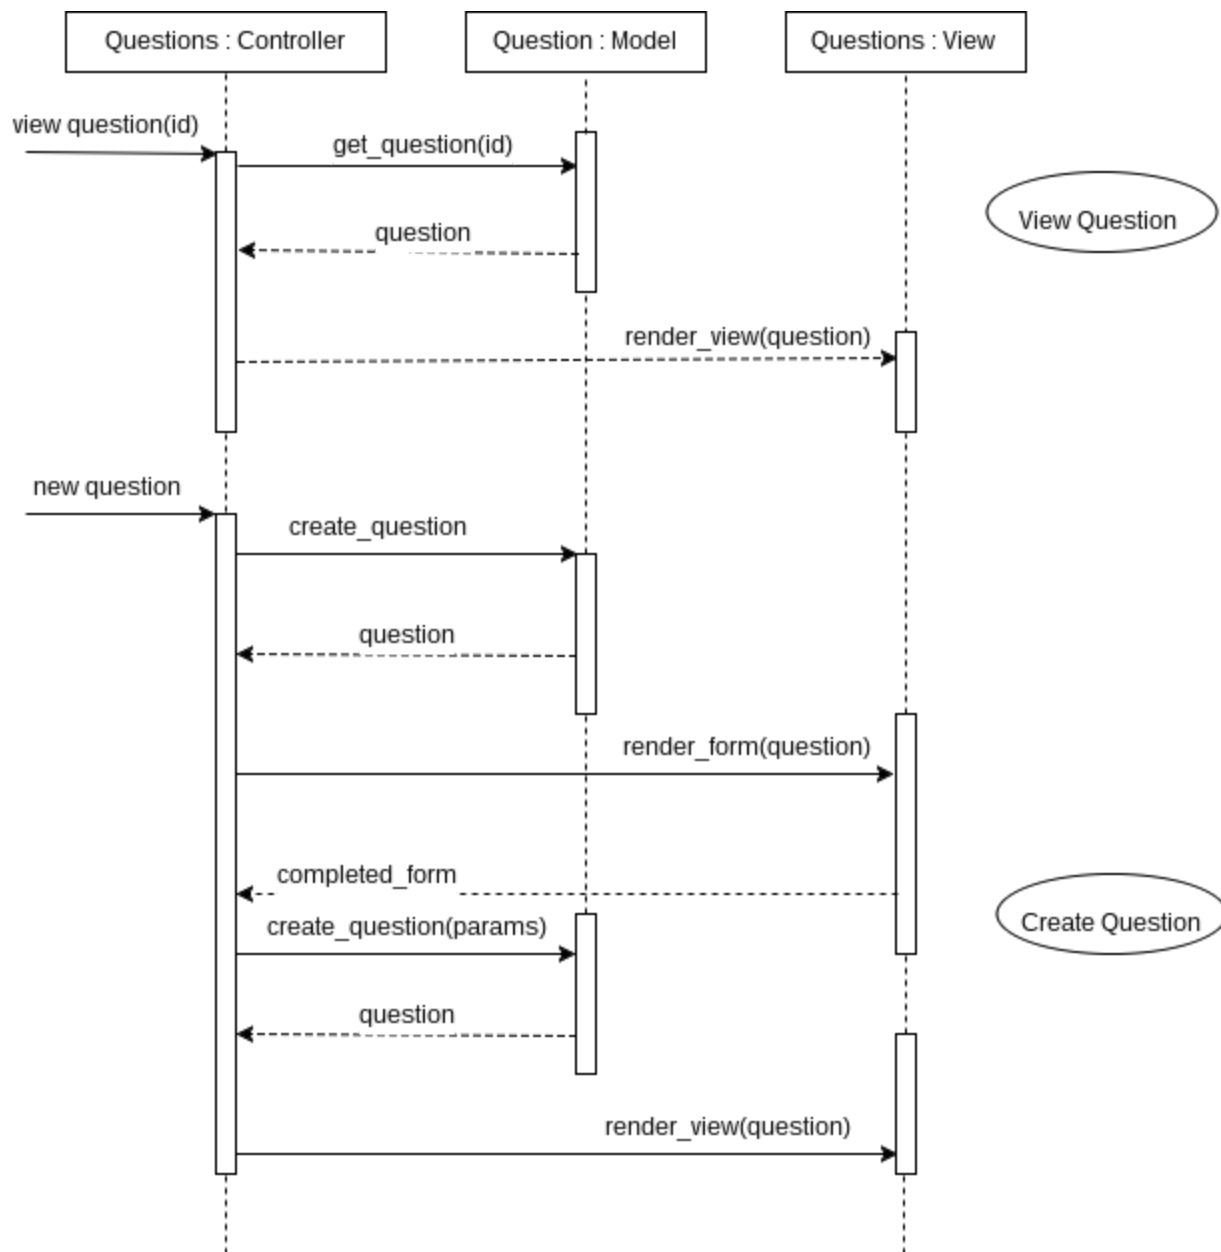 Questions : Controller
Question : Model
Questions : View
view question(id)
get_question(id)
question
View Question
render_view(question)
new question
create_question
question
render_form(question)
completed_form
create_question(params)
Create Question
question
render_view(question)